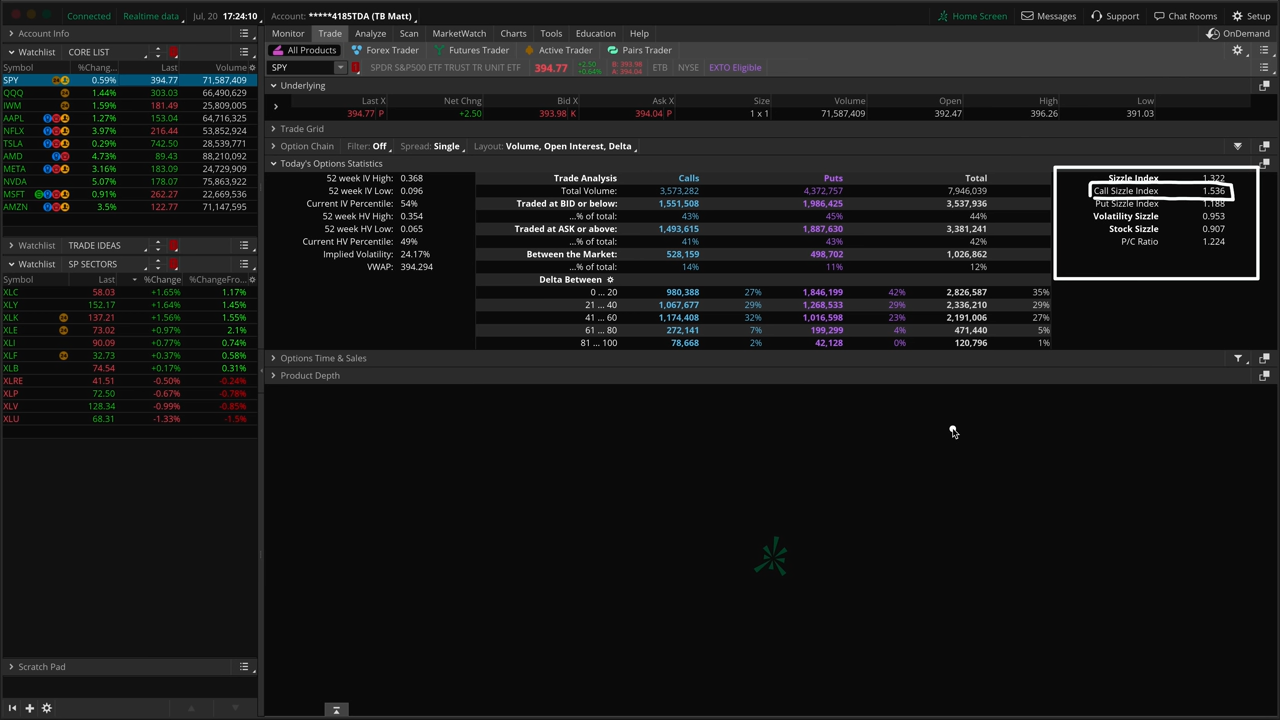 Connected Realtime data Jul, 20 17:24:10 Account: *****4185TDA (TB Matt) Home Screen Messages Support Chat Rooms Setup
Account Info Monitor Trade Analyze Scan MarketWatch Charts Tools Education Help OnDemand
Watchlist CORE LIST All Products Forex Trader Futures Trader Active Trader Pairs Trader
Symbol %Chang... Last Volume SPY SPDR S&P500 ETF TRUST TR UNIT ETF 394.77 +2.50 +0.64% B: 393.98 A: 394.04 ETB NYSE EXTO Eligible
SPY 0.59% 394.77 71,587,409
QQQ 1.44% 303.03 66,490,629
IWM 1.59% 181.49 25,809,029
AAPL 1.27% 153.04 64,716,325
NFLX 3.97% 216.44 53,852,924
TSLA 0.29% 742.50 28,539,771
AMD 4.73% 89.43 88,210,092
META 3.16% 183.09 24,729,909
NVDA 5.07% 178.07 75,863,922
MSFT 0.91% 262.27 22,669,536
AMZN 3.5% 122.77 71,147,595
Watchlist TRADE IDEAS
Watchlist SP SECTORS
Symbol Last %Change %ChangeFro...
XLC 58.03 +1.65% 1.17%
XLY 152.17 +1.64% 1.45%
XLK 137.21 +1.56% 1.55%
XLE 73.02 +0.97% 2.1%
XLI 90.09 +0.77% 0.74%
XLF 32.73 +0.37% 0.58%
XLB 74.54 +0.17% 0.31%
XLRE 41.51 -0.50% -0.24%
XLP 72.50 -0.67% -0.78%
XLV 128.34 -0.99% -0.85%
XLU 68.31 -1.33% -1.5%
Scratch Pad
Underlying
Last X Net Chng Bid X Ask X Size Volume Open High Low
394.77 P +2.50 393.98 K 394.04 P 1 x 1 71,587,409 392.47 396.26 391.03
Trade Grid
Option Chain Filter: Off Spread: Single Layout: Volume, Open Interest, Delta
Today's Options Statistics
52 week IV High: 0.368 Trade Analysis Calls Puts Total Sizzle Index 1.322
52 week IV Low: 0.096 Total Volume: 3,573,282 4,372,757 7,946,039 Call Sizzle Index 1.536
Current IV Percentile: 54% Traded at BID or below: 1,551,508 1,986,425 3,537,936 Put Sizzle Index 1.188
52 week HV High: 0.354 ...% of total: 43% 45% 44% Volatility Sizzle 0.953
52 week HV Low: 0.065 Traded at ASK or above: 1,493,615 1,887,630 3,381,241 Stock Sizzle 0.907
Current HV Percentile: 49% ...% of total: 41% 43% 42% P/C Ratio 1.224
Implied Volatility: 24.17% Between the Market: 528,159 498,702 1,026,862
VWAP: 394.294 ...% of total: 14% 11% 12%
Delta Between
0 ... 20 980,388 27% 1,846,199 42% 2,826,587 35%
21 ... 40 1,067,677 29% 1,268,533 29% 2,336,210 29%
41 ... 60 1,174,408 32% 1,016,598 23% 2,191,006 27%
61 ... 80 272,141 7% 199,299 4% 471,440 5%
81 ... 100 78,668 2% 42,128 0% 120,796 1%
Options Time & Sales
Product Depth